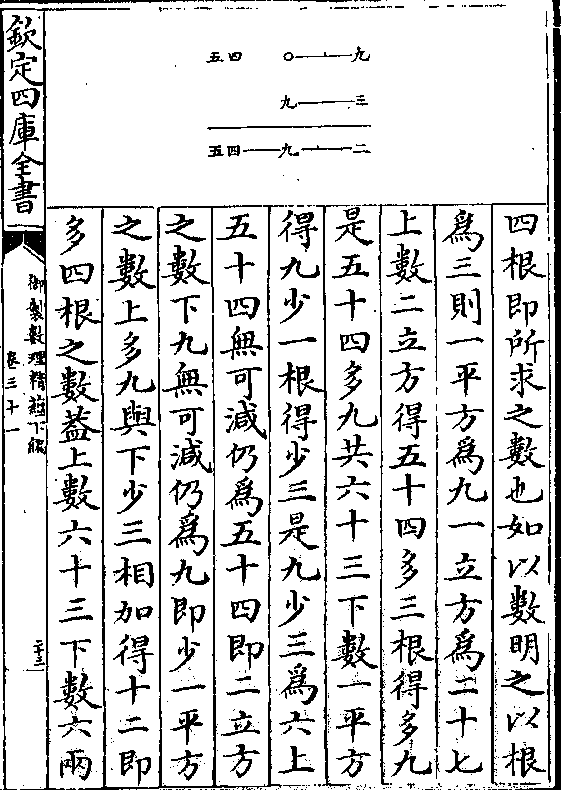 五四 〇—⊥—九
九——三
五四——九—⊥—二
四根即所求之數也如以數明之以根
爲三則一平方爲九一立方爲二十七
上數二立方得五十四多三根得多九
是五十四多九共六十三下數一平方
得九少一根得少三是九少三爲六上
五十四無可減仍爲五十四即二立方
之數下九無可減仍爲九即少一平方
之數上多九與下少三相加得十二即
多四根之數葢上數六十三下數六兩
欽定四庫全書
御製數理精蘊下編
卷三十一
二十三